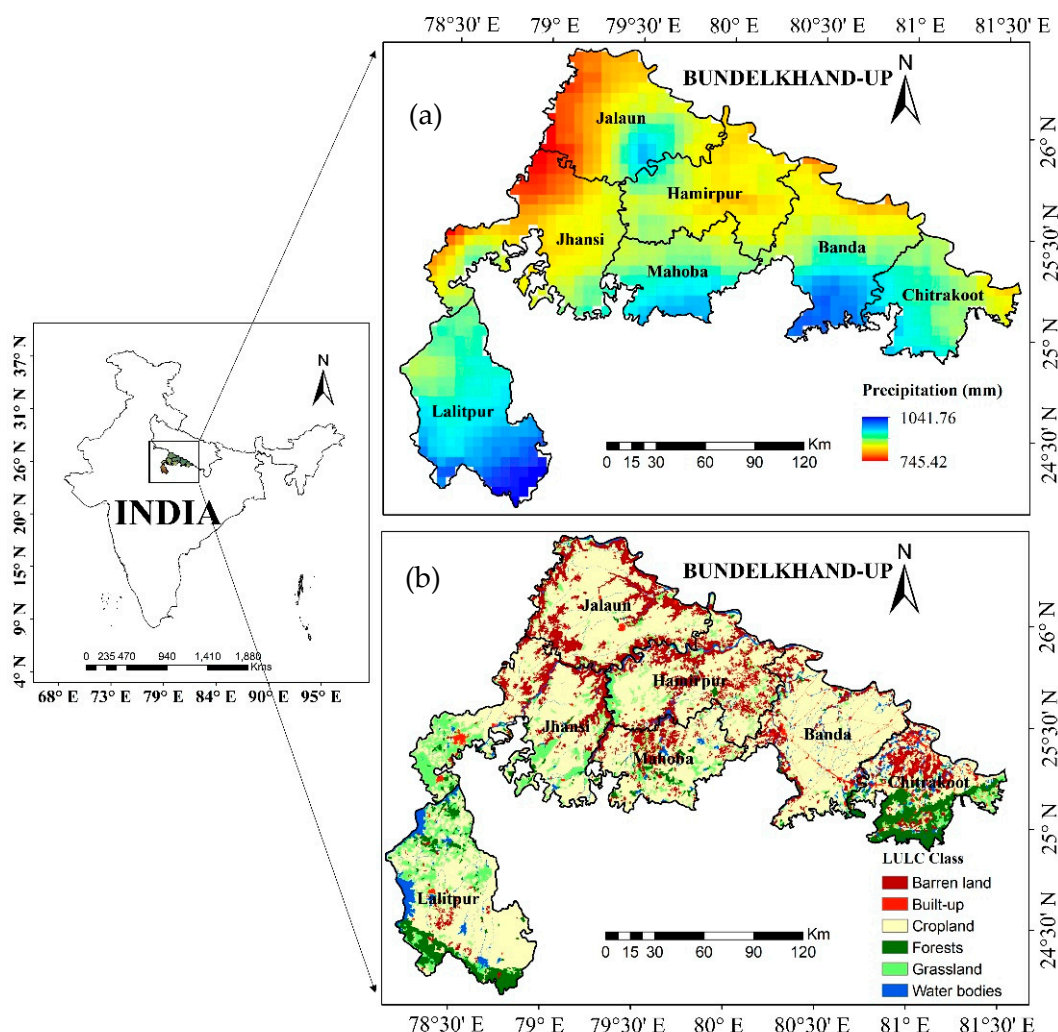 78°30' E 79° E 79°30' E 80° E 80°30' E 81° E 81°30' E
BUNDELKHAND-UP
N
(a)
Jalaun
Hamirpur
Jhansi
Banda
Mahoba
Chitrakoot
Lalitpur
26° N
25°30' N
25° N
24°30' N
Precipitation (mm)
1041.76
745.42
0 15 30 60 90 120
Km
N
37° N
31° N
26° N
20° N
14° N
9° N
4° N
INDIA
0 235 470 940 1,410 1,880
Kms
68° E 73° E 79° E 84° E 90° E 95° E
BUNDELKHAND-UP
N
(b)
Jalaun
Hamirpur
Jhansi
Banda
Mahoba
Chitrakoot
Lalitpur
26° N
25°30' N
25° N
24°30' N
LULC Class
Barren land
Built-up
Cropland
Forests
Grassland
Water bodies
0 15 30 60 90 120
Km
78°30' E 79° E 79°30' E 80° E 80°30' E 81° E 81°30' E